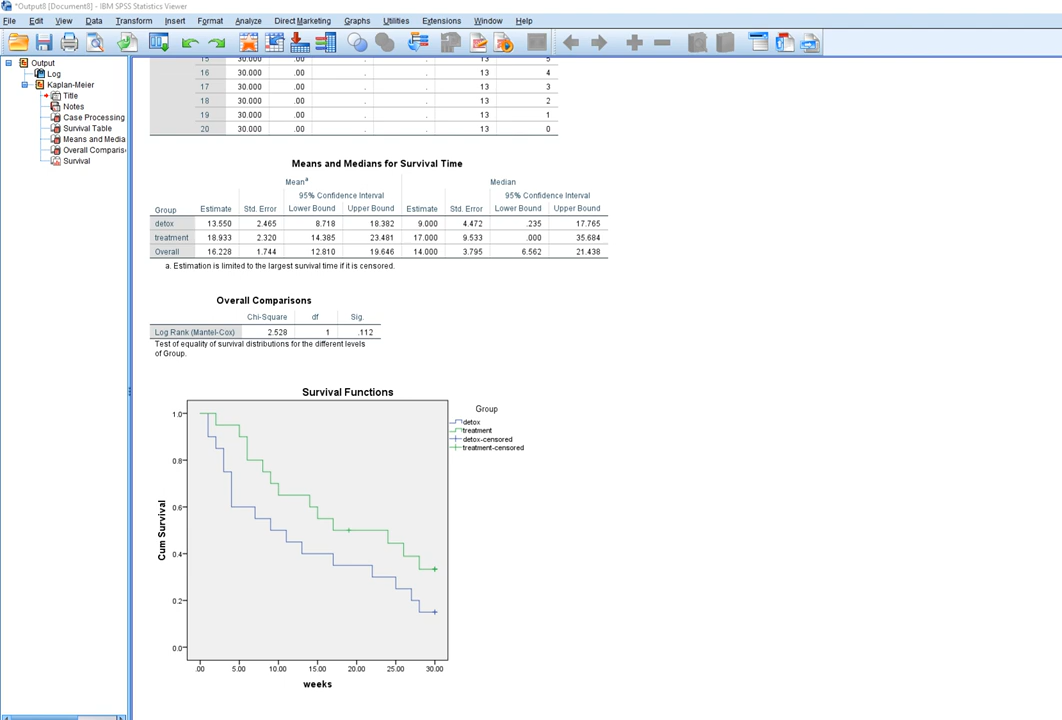 *Output8 [Document8] - IBM SPSS Statistics Viewer
File Edit View Data Transform Insert Format Analyze Direct Marketing Graphs Utilities Extensions Window Help
Output
Log
Kaplan-Meier
Title
Notes
Case Processing
Survival Table
Means and Media
Overall Comparis
Survival
15 30.000 .00 . . 13 5
16 30.000 .00 . . 13 4
17 30.000 .00 . . 13 3
18 30.000 .00 . . 13 2
19 30.000 .00 . . 13 1
20 30.000 .00 . . 13 0
Means and Medians for Survival Time
Meana Median
95% Confidence Interval 95% Confidence Interval
Group Estimate Std. Error Lower Bound Upper Bound Estimate Std. Error Lower Bound Upper Bound
detox 13.550 2.465 8.718 18.382 9.000 4.472 .235 17.765
treatment 18.933 2.320 14.385 23.481 17.000 9.533 .000 35.684
Overall 16.228 1.744 12.810 19.646 14.000 3.795 6.562 21.438
a. Estimation is limited to the largest survival time if it is censored.
Overall Comparisons
Chi-Square df Sig.
Log Rank (Mantel-Cox) 2.528 1 .112
Test of equality of survival distributions for the different levels
of Group.
Survival Functions
Group
detox
treatment
detox-censored
treatment-censored
Cum Survival
1.0
0.8
0.6
0.4
0.2
0.0
.00 5.00 10.00 15.00 20.00 25.00 30.00
weeks